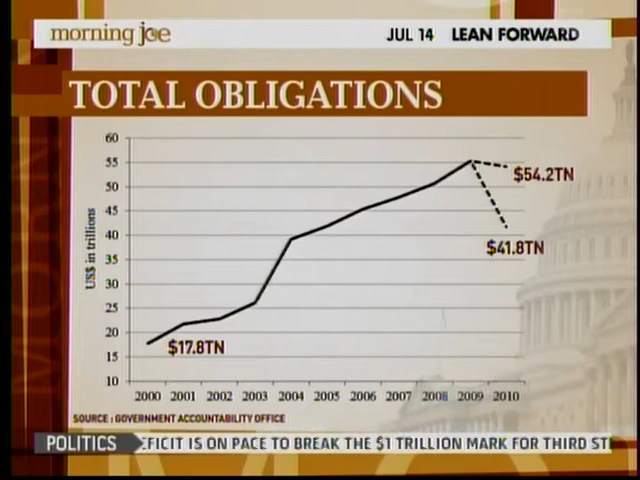 morning joe
JUL 14 LEAN FORWARD
TOTAL OBLIGATIONS
US$ in trillions
60
55
50
45
40
35
30
25
20
15
10
$54.2TN
$41.8TN
$17.8TN
2000 2001 2002 2003 2004 2005 2006 2007 2008 2009 2010
SOURCE : GOVERNMENT ACCOUNTABILITY OFFICE
POLITICS EFICIT IS ON PACE TO BREAK THE $1 TRILLION MARK FOR THIRD ST